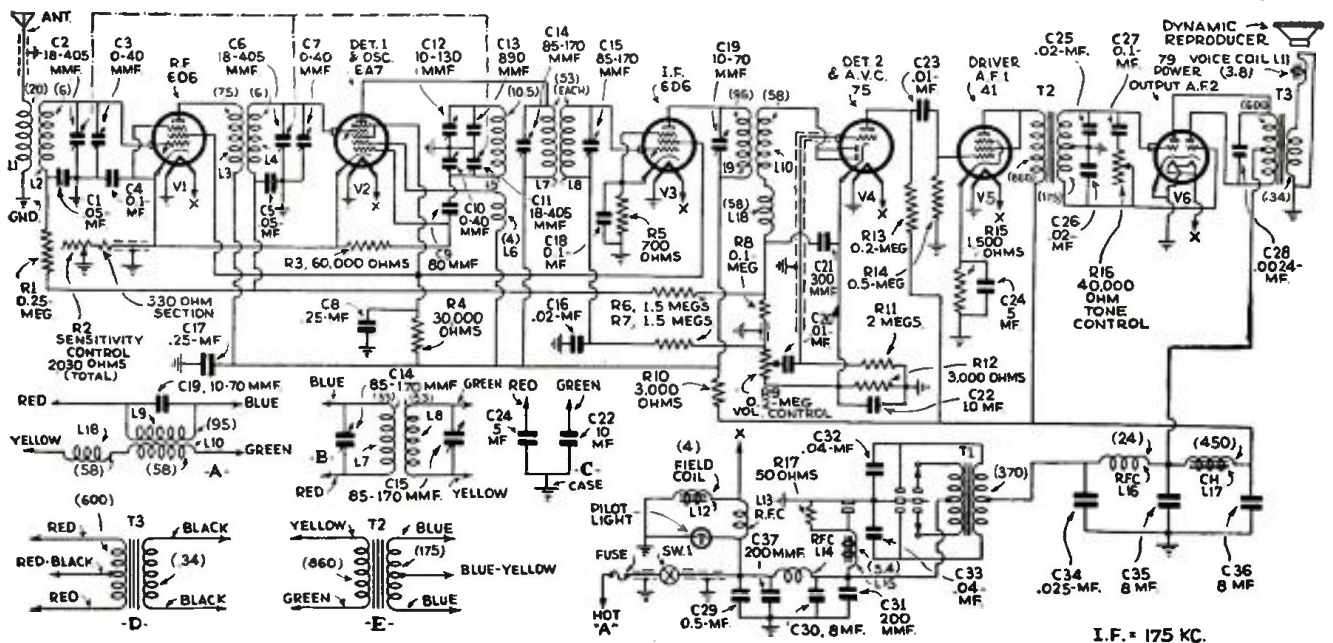 ANT.
C2
18-405
MMF.
C3
0-40
MMF.
R.F.
6D6
C6
18-405
MMF.
C7
0-40
MMF.
DET. 1
& OSC.
6A7
C12
10-130
MMF.
C13
890
MMF.
C14
85-170
MMF.
C15
85-170
MMF.
I.F.
6D6
C19
10-70
MMF.
DET. 2
& A.V.C.
75
C23
.01-
MF
DRIVER
A.F.1
41
C25
.02-MF.
C27
0.1-
MF
DYNAMIC
REPRODUCER
VOICE COIL L11
(3.8)
79
POWER
OUTPUT A.F.2
(20)
(6)
(75)
(6)
(10.5)
(53)
(EACH)
(95)
(58)
T2
(600)
T3
L1
L2
GND.
C1
.05
MF
C4
0.1
MF
V1
L3
L4
C5
.05
MF
V2
L5
C10
0-40
MMF
C9
80 MMF
(4)
L6
L7
L8
C11
18-405
MMF
C18
0.1-
MF
V3
R5
700
OHMS
L9
L10
(58)
L18
R8
0.1
MEG
V4
C21
300
MMF
R13
0.2-MEG
R14
0.5-MEG
V5
R15
1,500
OHMS
(860)
(175)
C26
.02-
MF
V6
(.34)
C28
.0024-
MF
X
R1
0.25-
MEG
330 OHM
SECTION
R2
SENSITIVITY
CONTROL
2030 OHMS
(TOTAL)
R3, 60,000 OHMS
C17
.25-MF
C8
.25-MF
R4
30,000
OHMS
C16
.02-MF
R6, 1.5 MEGS
R7, 1.5 MEGS
C20
.01-
MF
R11
2 MEGS
R12
3,000 OHMS
C22
10 MF
C24
5
MF
R16
40,000
OHM
TONE
CONTROL
R10
3,000
OHMS
VOL. CONTROL
C19, 10-70 MMF.
RED
BLUE
L9
(95)
L18
YELLOW
L10
GREEN
(58)
(58)
-A-
BLUE
C14
85-170 MMF.
GREEN
(53)
(53)
L7
L8
-B-
RED
C15
85-170 MMF.
YELLOW
RED
GREEN
C24
5
MF
C22
10
MF
-C-
CASE
(600)
RED
T3
BLACK
RED-BLACK
(.34)
RED
BLACK
-D-
YELLOW
T2
BLUE
(860)
(175)
BLUE-YELLOW
GREEN
BLUE
-E-
(4)
FIELD
COIL
L12
X
L13
R.F.C
PILOT
LIGHT
FUSE
SW.1
HOT
"A"
R17
50 OHMS
C32
.04-MF
T1
(370)
C37
200 MMF.
RFC
L14
(5.4)
L15
C33
.04-
MF
C29
0.5-MF
C30, 8MF.
C31
200
MMF.
(24)
RFC
L16
(450)
CH
L17
C34
.025-MF.
C35
8 MF
C36
8 MF
I.F. = 175 KC.